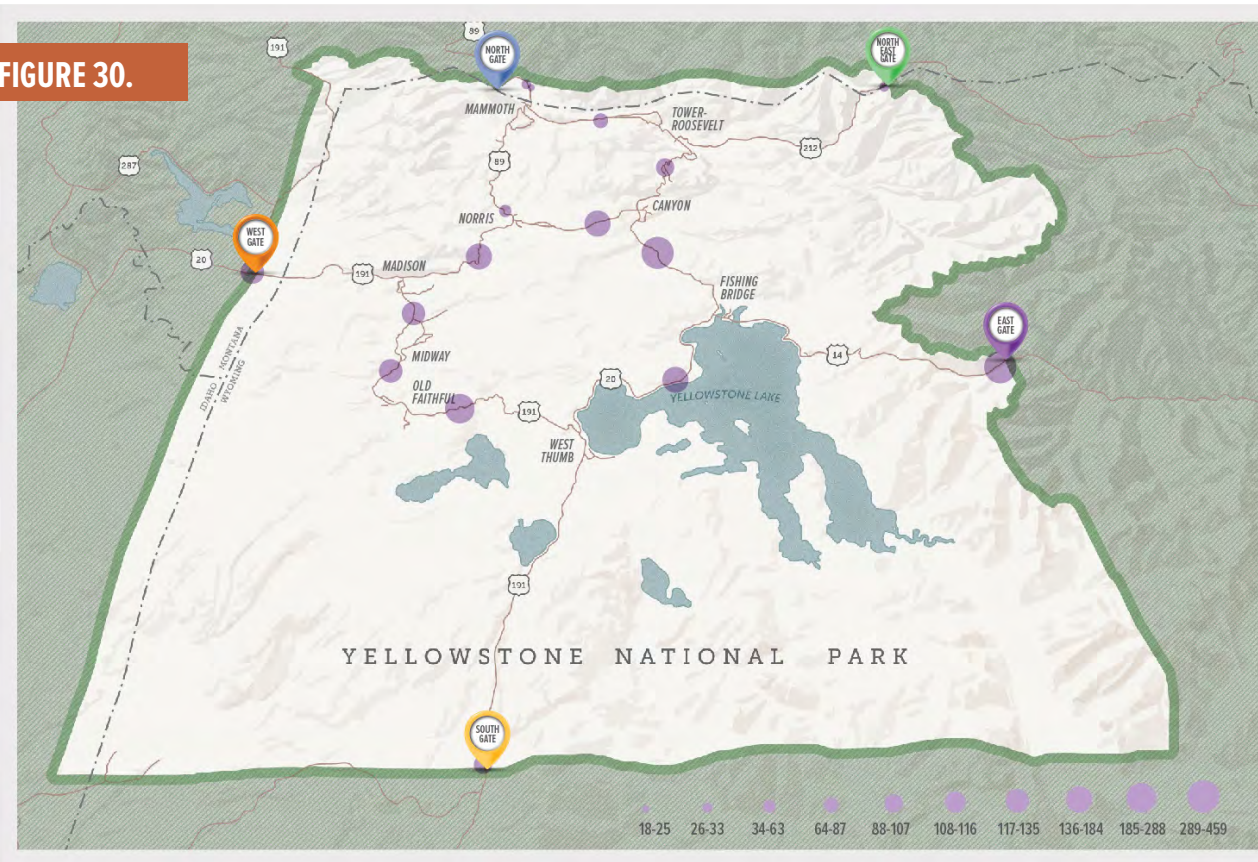 FIGURE 30.
89
191
NORTH
GATE
NORTH
EAST
GATE
MAMMOTH
TOWER-
ROOSEVELT
212
89
287
CANYON
NORRIS
WEST
GATE
20
191
MADISON
FISHING
BRIDGE
EAST
GATE
14
MONTANA
IDAHO
WYOMING
MIDWAY
OLD
FAITHFUL
20
YELLOWSTONE LAKE
191
WEST
THUMB
191
YELLOWSTONE NATIONAL PARK
SOUTH
GATE
18-25 26-33 34-63 64-87 88-107 108-116 117-135 136-184 185-288 289-459